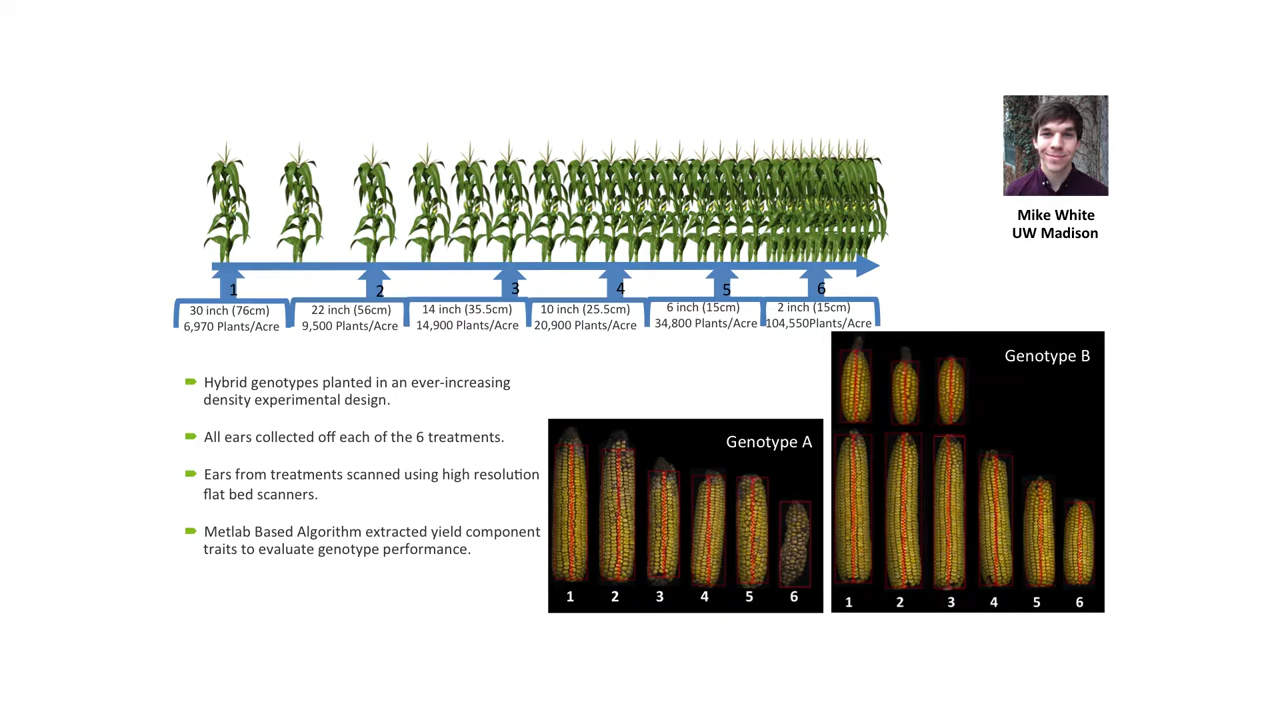 Mike White
UW Madison
1
2
3
4
5
6
30 inch (76cm)
6,970 Plants/Acre
22 inch (56cm)
9,500 Plants/Acre
14 inch (35.5cm)
14,900 Plants/Acre
10 inch (25.5cm)
20,900 Plants/Acre
6 inch (15cm)
34,800 Plants/Acre
2 inch (15cm)
104,550Plants/Acre
Hybrid genotypes planted in an ever-increasing
density experimental design.
All ears collected off each of the 6 treatments.
Ears from treatments scanned using high resolution
flat bed scanners.
Metlab Based Algorithm extracted yield component
traits to evaluate genotype performance.
Genotype A
1 2 3 4 5 6
Genotype B
1 2 3 4 5 6